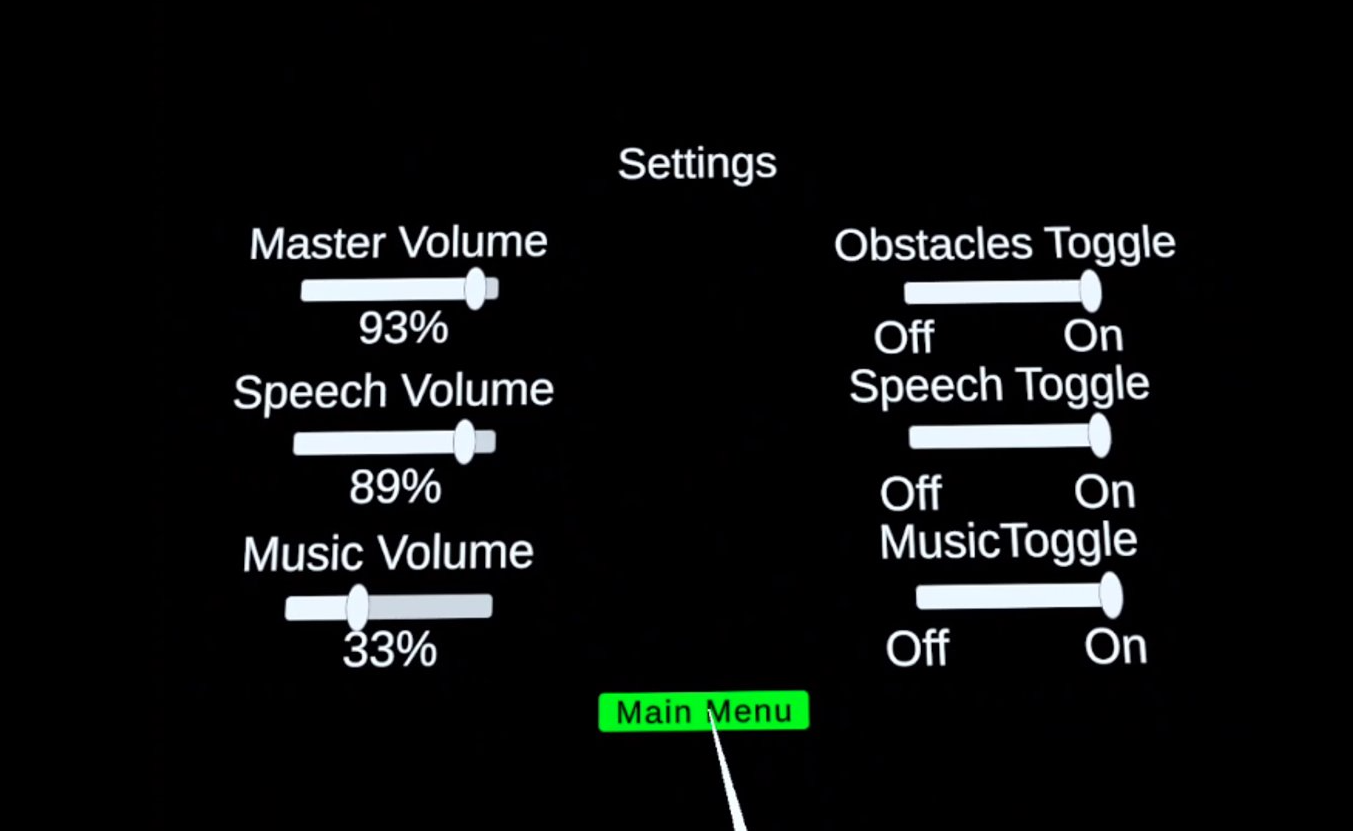 Settings
Master Volume
93%
Speech Volume
89%
Music Volume
33%
Obstacles Toggle
Off On
Speech Toggle
Off On
MusicToggle
Off On
Main Menu